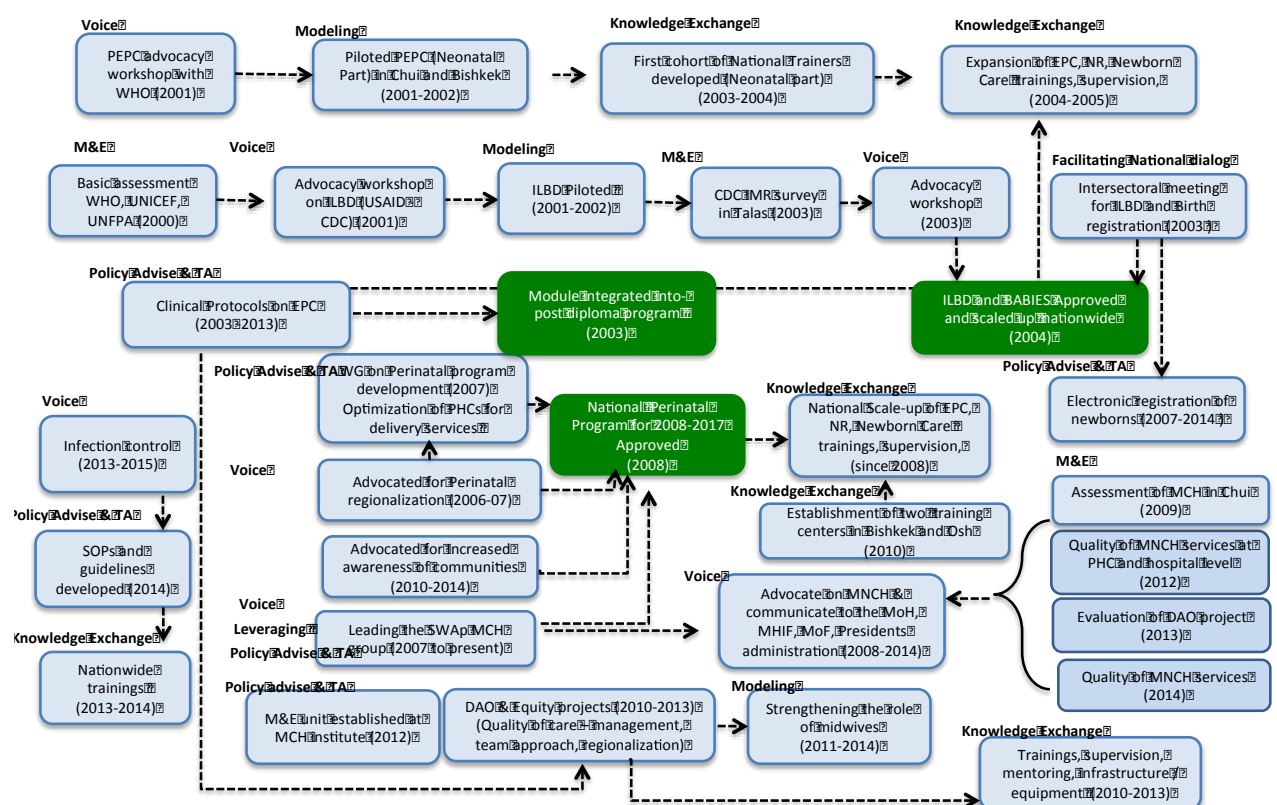 Voice
PEPC advocacy
workshop with
WHO (2001)
Modeling
Piloted PEPC (Neonatal
Part) in Chui and Bishkek
(2001-2002)
Knowledge Exchange
First cohort of National Trainers
developed (Neonatal part)
(2003-2004)
Knowledge Exchange
Expansion of EPC, NR, Newborn
Care trainings, supervision,
(2004-2005)
M&E
Basic assessment
WHO, UNICEF,
UNFPA (2000)
Voice
Advocacy workshop
on ILBD (USAID
CDC) (2001)
Modeling
ILBD Piloted
(2001-2002)
M&E
CDC IMR survey
in Talas (2003)
Voice
Advocacy
workshop
(2003)
Facilitating National dialog
Intersectoral meeting
for ILBD and Birth
registration (2003)
Policy Advise & TA
Clinical Protocols on EPC
(2003-2013)
Module integrated into-
post diploma program
(2003)
ILBD and BABIES Approved
and scaled up nationwide
(2004)
Policy Advise & TA
WG on Perinatal program
development (2007)
Optimization of PHCs for
delivery services
National Perinatal
Program for 2008-2017
Approved
(2008)
Knowledge Exchange
National Scale-up of EPC,
NR, Newborn Care
trainings, supervision,
(since 2008)
Policy Advise & TA
Electronic registration of
newborns (2007-2014)
Voice
Infection control
(2013-2015)
Voice
Advocated for Perinatal
regionalization (2006-07)
Knowledge Exchange
Establishment of two training
centers in Bishkek and Osh
(2010)
M&E
Assessment of MCH in Chui
(2009)
Policy Advise & TA
SOPs and
guidelines
developed (2014)
Advocated for increased
awareness of communities
(2010-2014)
Quality of MNCH services at
PHC and hospital level
(2012)
Voice
Advocate on MNCH &
communicate to the MoH,
MHIF, MoF, Presidents
administration (2008-2014)
Evaluation of DAO project
(2013)
Voice
Leveraging
Policy Advise & TA
Leading the SWAp MCH
group (2007 to present)
Knowledge Exchange
Nationwide
trainings
(2013-2014)
Quality of MNCH services
(2014)
Policy advise & TA
M&E unit established at
MCH institute (2012)
DAO & Equity projects (2010-2013)
(Quality of care – management,
team approach, regionalization)
Modeling
Strengthening the role
of midwives
(2011-2014)
Knowledge Exchange
Trainings, supervision,
mentoring, infrastructure /
equipment (2010-2013)